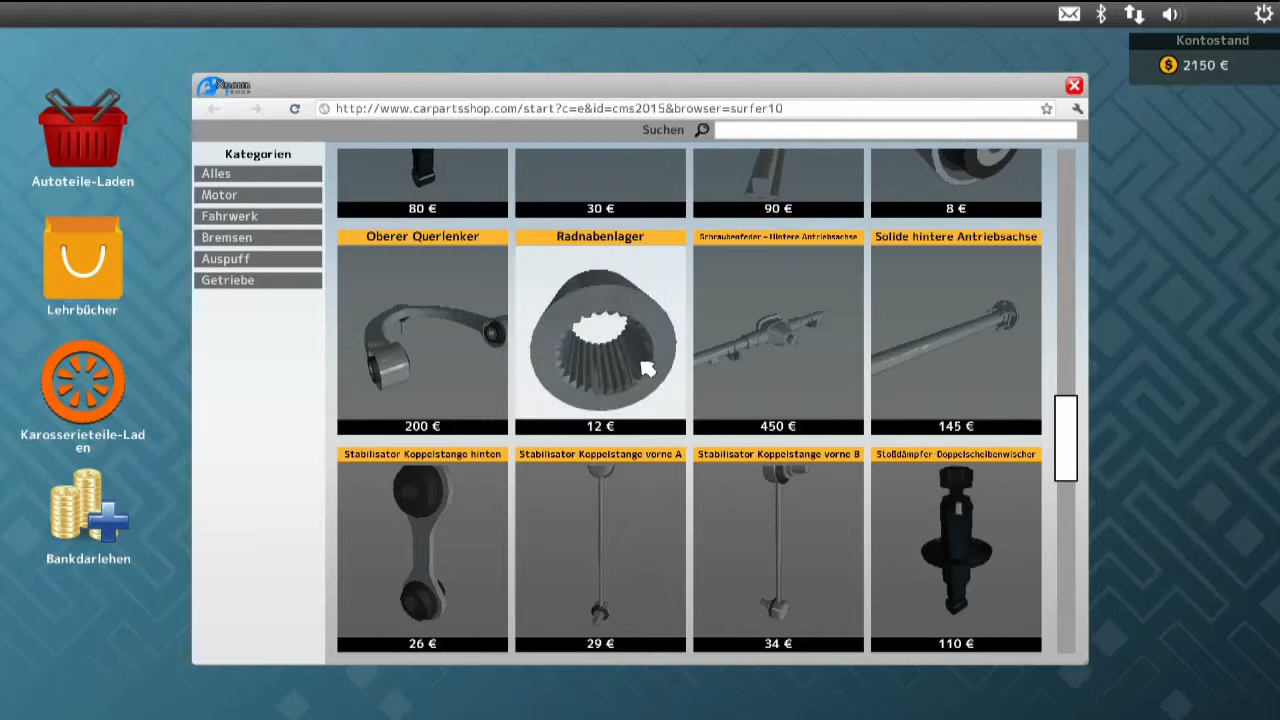 Kontostand
2150 €
http://www.carpartsshop.com/start?c=e&id=cms2015&browser=surfer10
Suchen
Kategorien
Alles
Motor
Fahrwerk
Bremsen
Auspuff
Getriebe
Autoteile-Laden
Lehrbücher
Karosserieteile-Lad
en
Bankdarlehen
80 €
30 €
90 €
8 €
Oberer Querlenker
Radnabenlager
Schraubenfeder - Hintere Antriebsachse
Solide hintere Antriebsachse
200 €
12 €
450 €
145 €
Stabilisator Koppelstange hinten
Stabilisator Koppelstange vorne A
Stabilisator Koppelstange vorne B
Stoßdämpfer-Doppelscheibenwischer
26 €
29 €
34 €
110 €